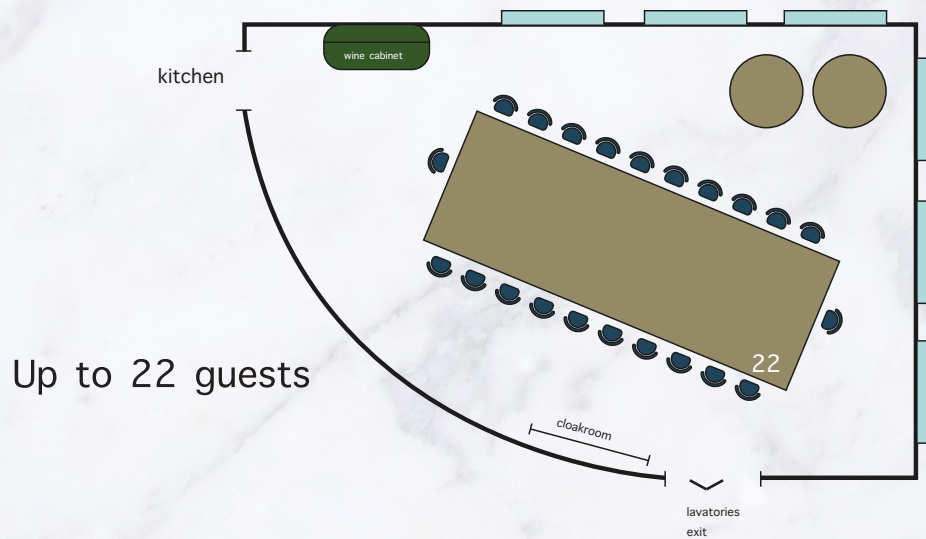 wine cabinet
kitchen
22
Up to 22 guests
cloakroom
lavatories
exit